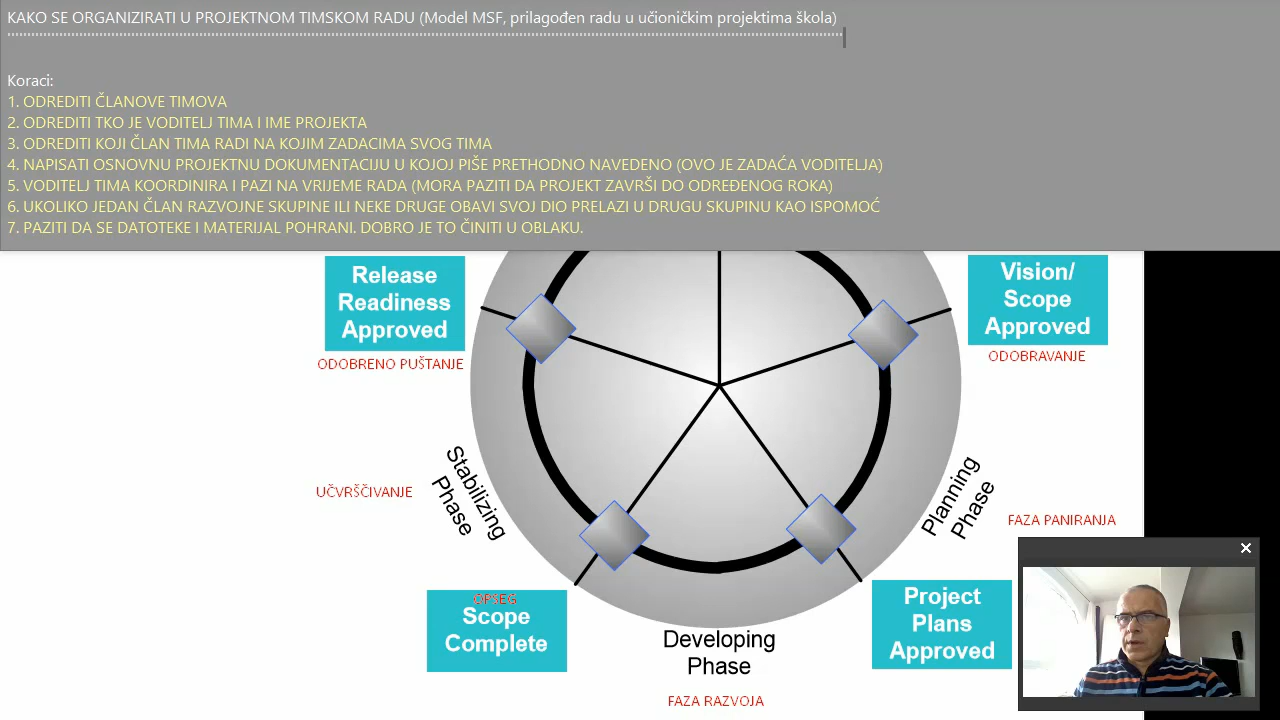 KAKO SE ORGANIZIRATI U PROJEKTNOM TIMSKOM RADU (Model MSF, prilagođen radu u učioničkim projektima škola)
Koraci:
1. ODREDITI ČLANOVE TIMOVA
2. ODREDITI TKO JE VODITELJ TIMA I IME PROJEKTA
3. ODREDITI KOJI ČLAN TIMA RADI NA KOJIM ZADACIMA SVOG TIMA
4. NAPISATI OSNOVNU PROJEKTNU DOKUMENTACIJU U KOJOJ PIŠE PRETHODNO NAVEDENO (OVO JE ZADAĆA VODITELJA)
5. VODITELJ TIMA KOORDINIRA I PAZI NA VRIJEME RADA (MORA PAZITI DA PROJEKT ZAVRŠI DO ODREĐENOG ROKA)
6. UKOLIKO JEDAN ČLAN RAZVOJNE SKUPINE ILI NEKE DRUGE OBAVI SVOJ DIO PRELAZI U DRUGU SKUPINU KAO ISPOMOĆ
7. PAZITI DA SE DATOTEKE I MATERIJAL POHRANI. DOBRO JE TO ČINITI U OBLAKU.
Release
Readiness
Approved
ODOBRENO PUŠTANJE
Vision/
Scope
Approved
ODOBRAVANJE
Stabilizing
Phase
UČVRŠČIVANJE
Planning
Phase
FAZA PANIRANJA
OPSEG
Scope
Complete
Developing
Phase
FAZA RAZVOJA
Project
Plans
Approved